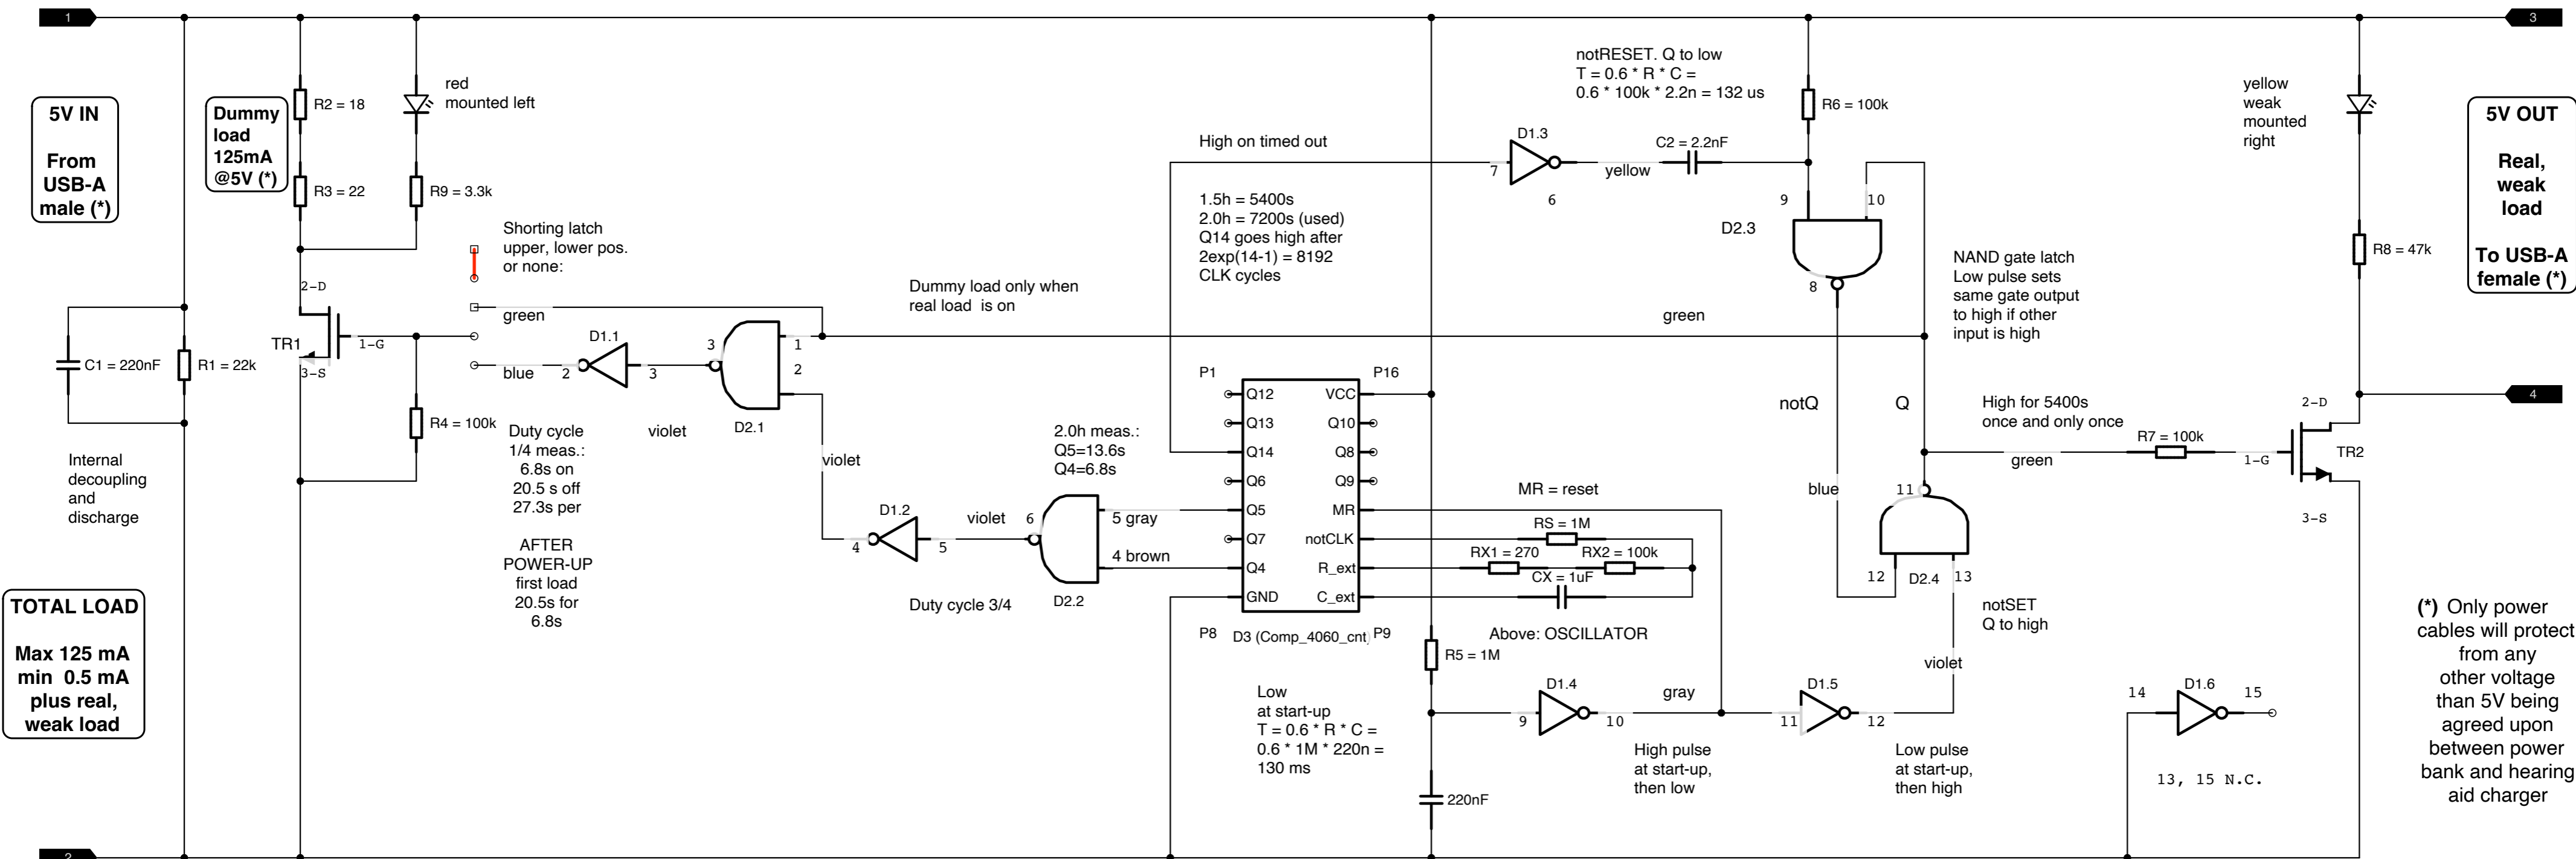 1
3
5V IN
From
USB-A
male (*)
Dummy
load
125mA
@5V (*)
R2 = 18
R3 = 22
red
mounted left
R9 = 3.3k
Shorting latch
upper, lower pos.
or none:
2-D
TR1
1-G
3-S
C1 = 220nF
R1 = 22k
R4 = 100k
Internal
decoupling
and
discharge
TOTAL LOAD
Max 125 mA
min 0.5 mA
plus real,
weak load
2
green
blue
D1.1
2
3
violet
Duty cycle
1/4 meas.:
6.8s on
20.5 s off
27.3s per
AFTER
POWER-UP
first load
20.5s for
6.8s
3
1
2
D2.1
Dummy load only when
real load is on
violet
D1.2
4
5
violet
6
5 gray
4 brown
D2.2
Duty cycle 3/4
2.0h meas.:
Q5=13.6s
Q4=6.8s
High on timed out
1.5h = 5400s
2.0h = 7200s (used)
Q14 goes high after
2exp(14-1) = 8192
CLK cycles
P1
P16
Q12
Q13
Q14
Q6
Q5
Q7
Q4
GND
VCC
Q10
Q8
Q9
MR
notCLK
R_ext
C_ext
P8
D3 (Comp_4060_cnt)
P9
MR = reset
RS = 1M
RX1 = 270
RX2 = 100k
CX = 1uF
Above: OSCILLATOR
R5 = 1M
Low
at start-up
T = 0.6 * R * C =
0.6 * 1M * 220n =
130 ms
220nF
D1.4
9
10
gray
High pulse
at start-up,
then low
D1.5
11
12
Low pulse
at start-up,
then high
violet
notRESET. Q to low
T = 0.6 * R * C =
0.6 * 100k * 2.2n = 132 us
D1.3
7
6
yellow
C2 = 2.2nF
R6 = 100k
9
10
D2.3
8
green
NAND gate latch
Low pulse sets
same gate output
to high if other
input is high
notQ
Q
blue
11
12
D2.4
13
notSET
Q to high
High for 5400s
once and only once
green
R7 = 100k
1-G
2-D
TR2
3-S
yellow
weak
mounted
right
R8 = 47k
5V OUT
Real,
weak
load
To USB-A
female (*)
4
D1.6
14
15
13, 15 N.C.
(*) Only power
cables will protect
from any
other voltage
than 5V being
agreed upon
between power
bank and hearing
aid charger